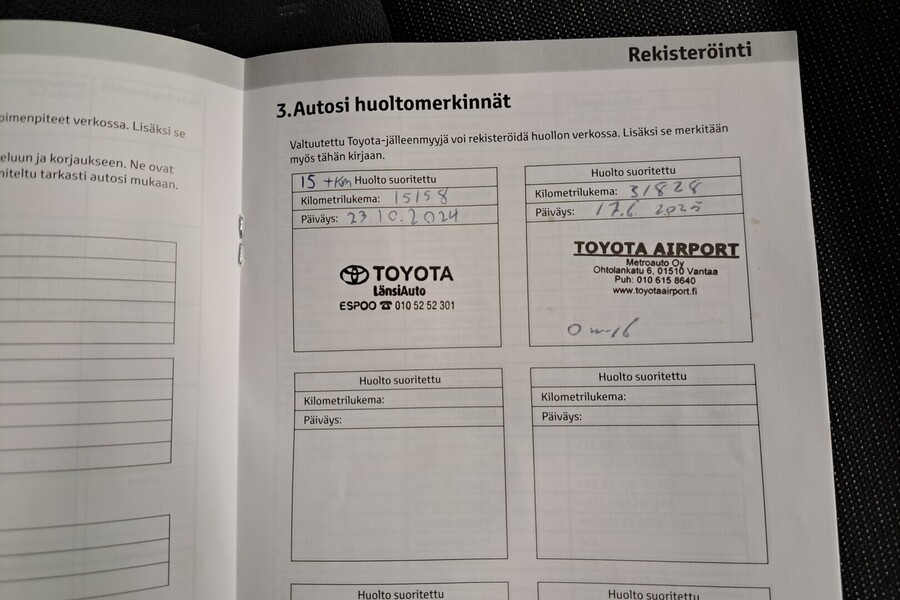 oimenpiteet verkossa. Lisäksi se
eluun ja korjaukseen. Ne ovat
niteltu tarkasti autosi mukaan.
Rekisteröinti
3. Autosi huoltomerkinnät
Valtuutettu Toyota-jälleenmyyjä voi rekisteröidä huollon verkossa. Lisäksi se merkitään
myös tähän kirjaan.
15 tkm Huolto suoritettu
Kilometrilukema: 15158
Päiväys: 23.10.2024
TOYOTA
LänsiAuto
ESPOO ☎ 010 52 52 301
Huolto suoritettu
Kilometrilukema: 31828
Päiväys: 17.6. 2025
TOYOTA AIRPORT
Metroauto Oy
Ohtolankatu 6, 01510 Vantaa
Puh: 010 615 8640
www.toyotaairport.fi
0w-16
Huolto suoritettu
Kilometrilukema:
Päiväys:
Huolto suoritettu
Kilometrilukema:
Päiväys:
Huolto suoritettu
Huolto suoritettu